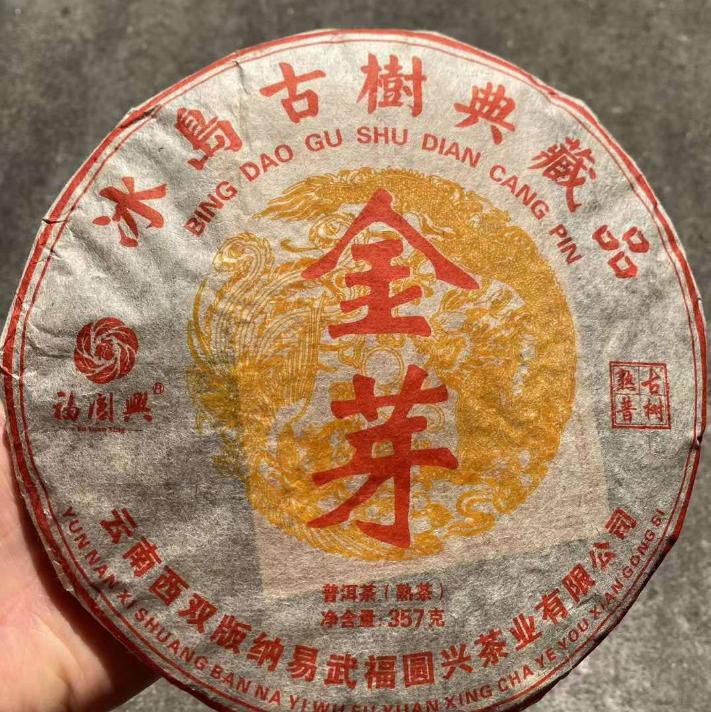 冰島古樹典藏品
BING DAO GU SHU DIAN CANG PIN
金芽
福圓興®
古树
熟普
普洱茶（熟茶）
净含量:357克
云南西双版纳易武福圆兴茶业有限公司
YUN NAN XI SHUANG BAN NA YI WU FU YUAN XING CHA YE YOU XIAN GONG SI